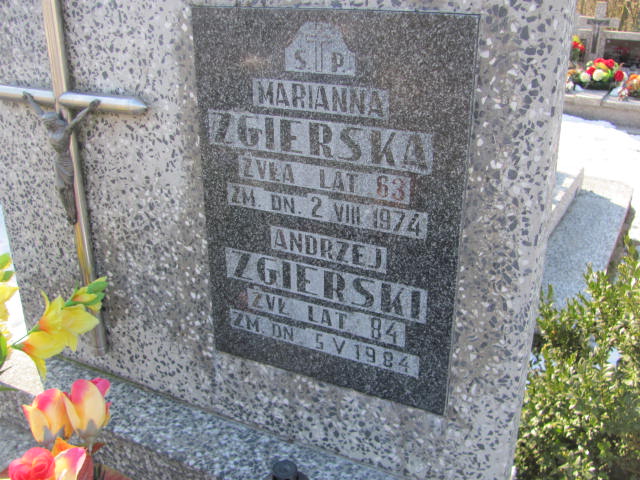 Ś P.
MARIANNA
ZGIERSKA
ŻYŁA LAT 63
ZM. DN. 2 VIII 1974
ANDRZEJ
ZGIERSKI
ŻYŁ LAT 84
ZM. DN. 5 V 1984